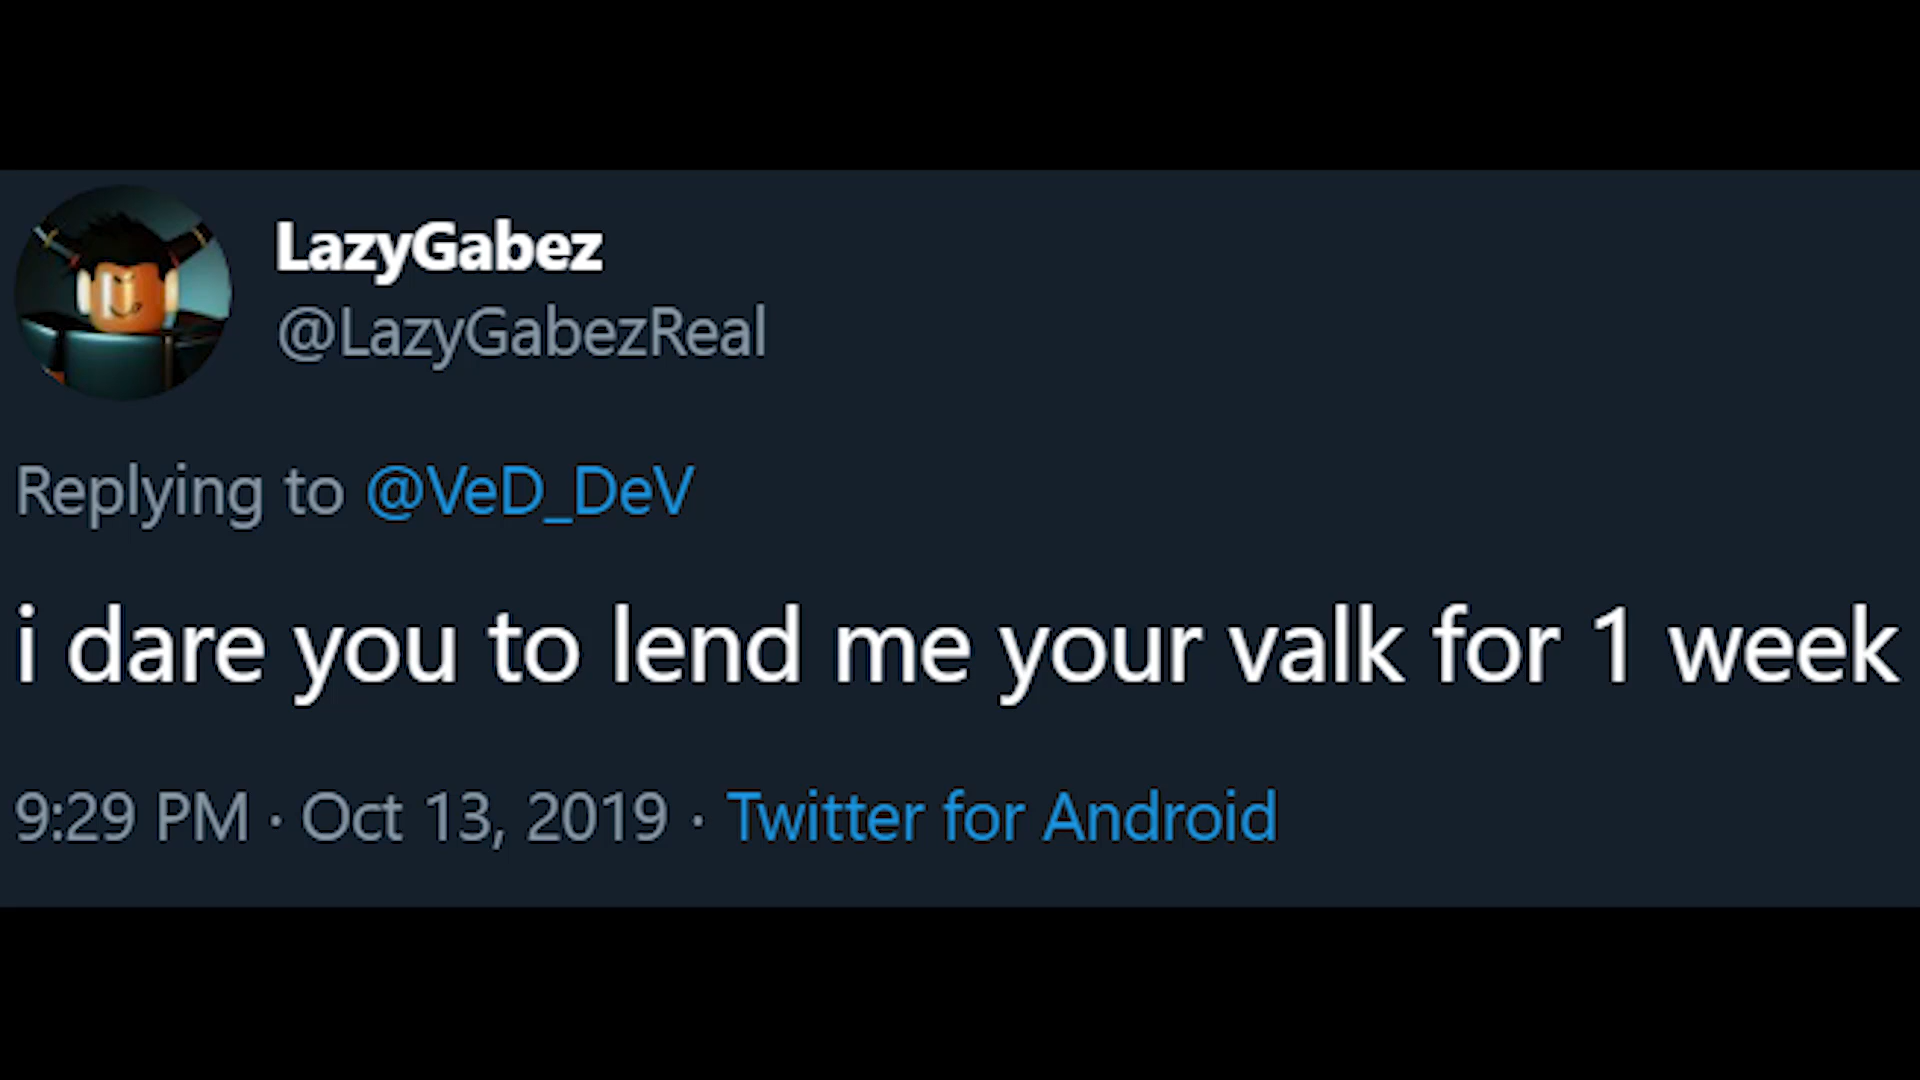 LazyGabez
@LazyGabezReal
Replying to @VeD_DeV
i dare you to lend me your valk for 1 week
9:29 PM · Oct 13, 2019 · Twitter for Android